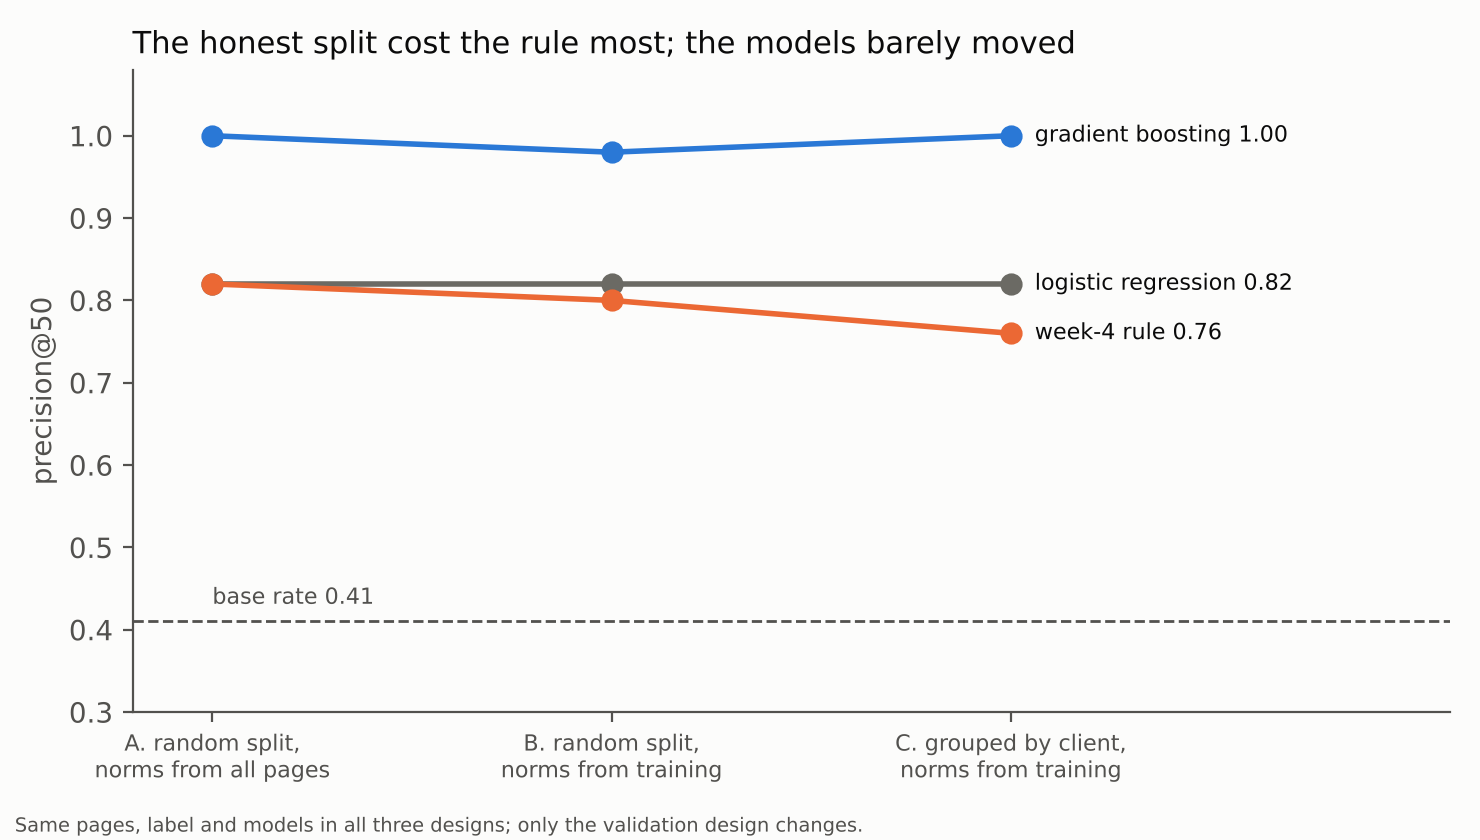 The honest split cost the rule most; the models barely moved
precision@50
1.0
0.9
0.8
0.7
0.6
0.5
0.4
0.3
gradient boosting 1.00
logistic regression 0.82
week-4 rule 0.76
base rate 0.41
A. random split,
norms from all pages
B. random split,
norms from training
C. grouped by client,
norms from training
Same pages, label and models in all three designs; only the validation design changes.